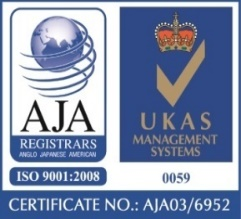 AJA
REGISTRARS
ANGLO JAPANESE AMERICAN
ISO 9001:2008
UKAS
MANAGEMENT
SYSTEMS
0059
CERTIFICATE NO.: AJA03/6952